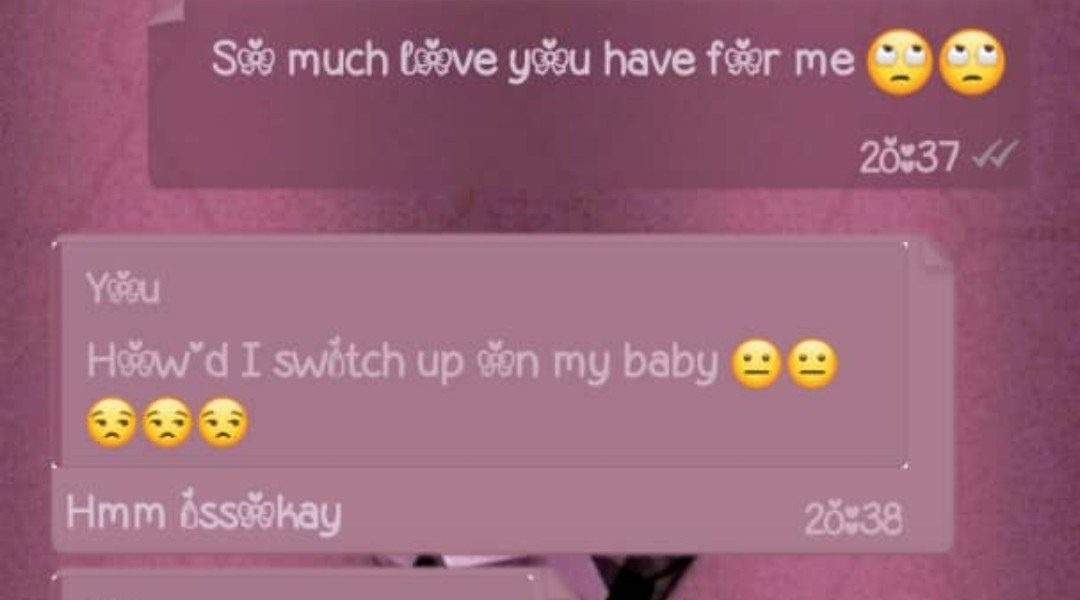 So much love you have for me 🙄🙄
20:37
You
How'd I switch up on my baby 😐😐
😒😒😒
Hmm issokay
20:38